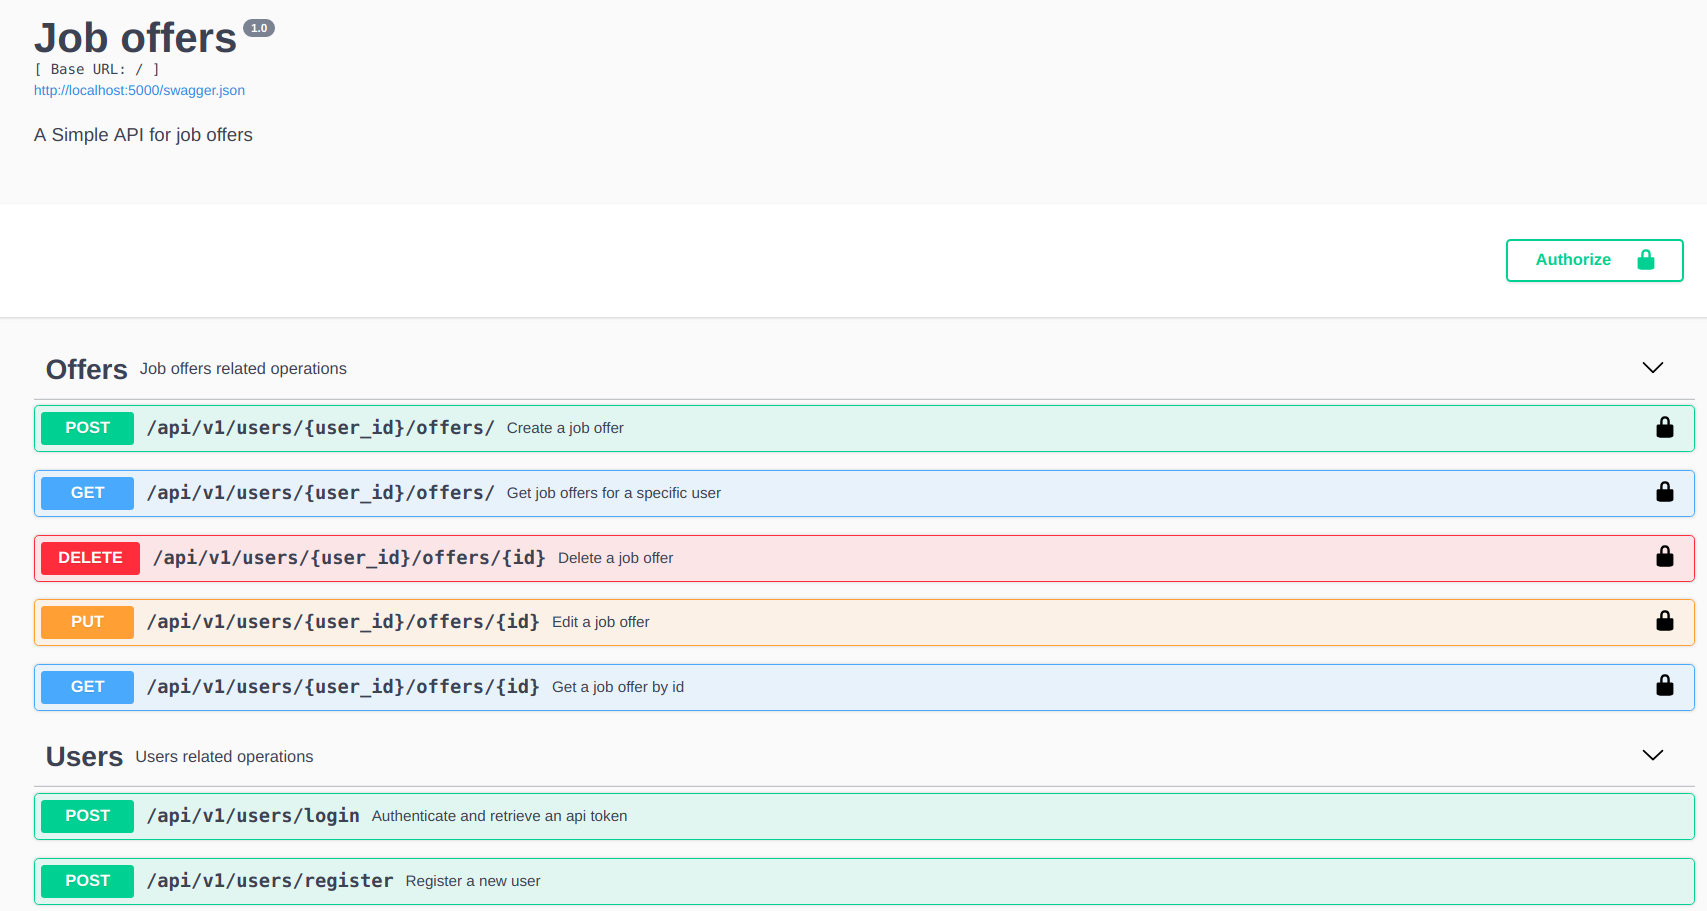 Job offers 1.0
[ Base URL: / ]
http://localhost:5000/swagger.json
A Simple API for job offers
Authorize
Offers Job offers related operations
POST /api/v1/users/{user_id}/offers/ Create a job offer
GET /api/v1/users/{user_id}/offers/ Get job offers for a specific user
DELETE /api/v1/users/{user_id}/offers/{id} Delete a job offer
PUT /api/v1/users/{user_id}/offers/{id} Edit a job offer
GET /api/v1/users/{user_id}/offers/{id} Get a job offer by id
Users Users related operations
POST /api/v1/users/login Authenticate and retrieve an api token
POST /api/v1/users/register Register a new user